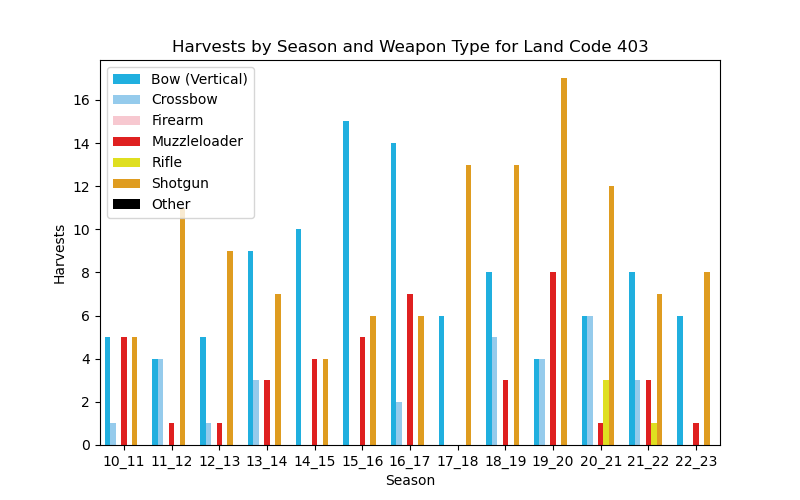 Harvests by Season and Weapon Type for Land Code 403
Bow (Vertical)
Crossbow
Firearm
Muzzleloader
Rifle
Shotgun
Other
16
14
12
10
8
6
4
2
0
Harvests
10_11 11_12 12_13 13_14 14_15 15_16 16_17 17_18 18_19 19_20 20_21 21_22 22_23
Season